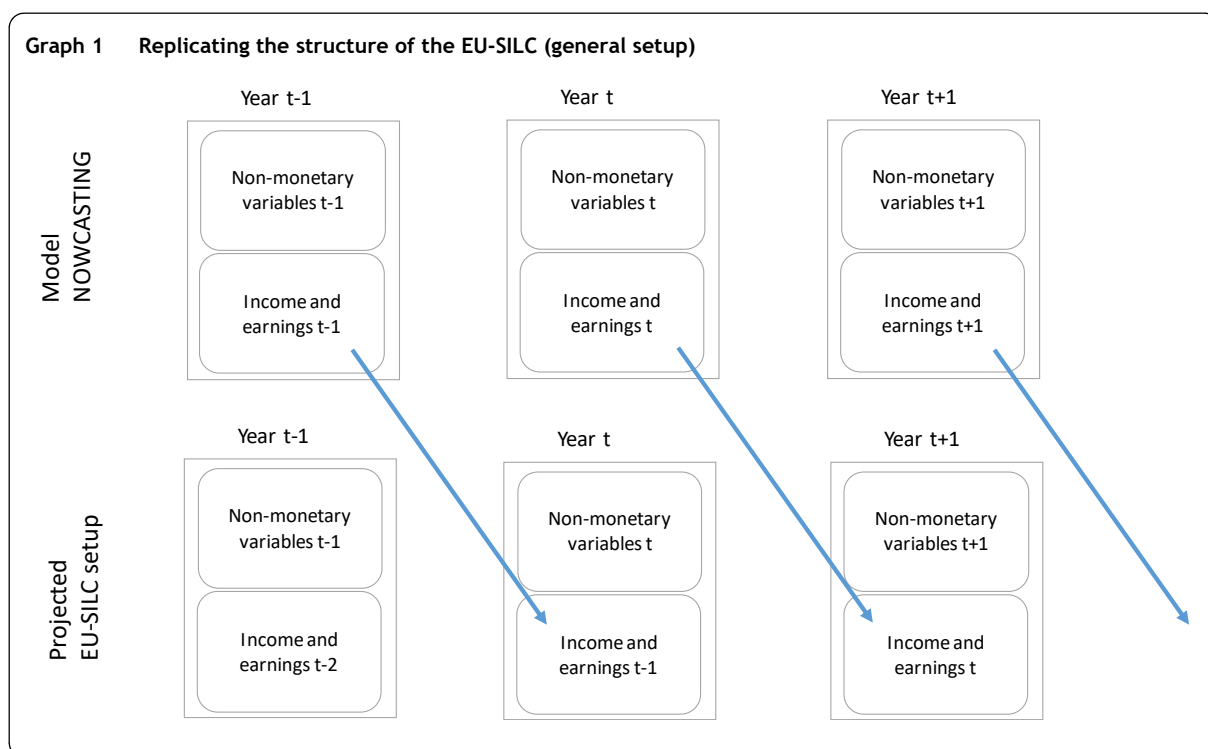 Graph 1 Replicating the structure of the EU-SILC (general setup)
Model
NOWCASTING
Year t-1
Non-monetary
variables t-1
Income and
earnings t-1
Year t
Non-monetary
variables t
Income and
earnings t
Year t+1
Non-monetary
variables t+1
Income and
earnings t+1
Projected
EU-SILC setup
Year t-1
Non-monetary
variables t-1
Income and
earnings t-2
Year t
Non-monetary
variables t
Income and
earnings t-1
Year t+1
Non-monetary
variables t+1
Income and
earnings t